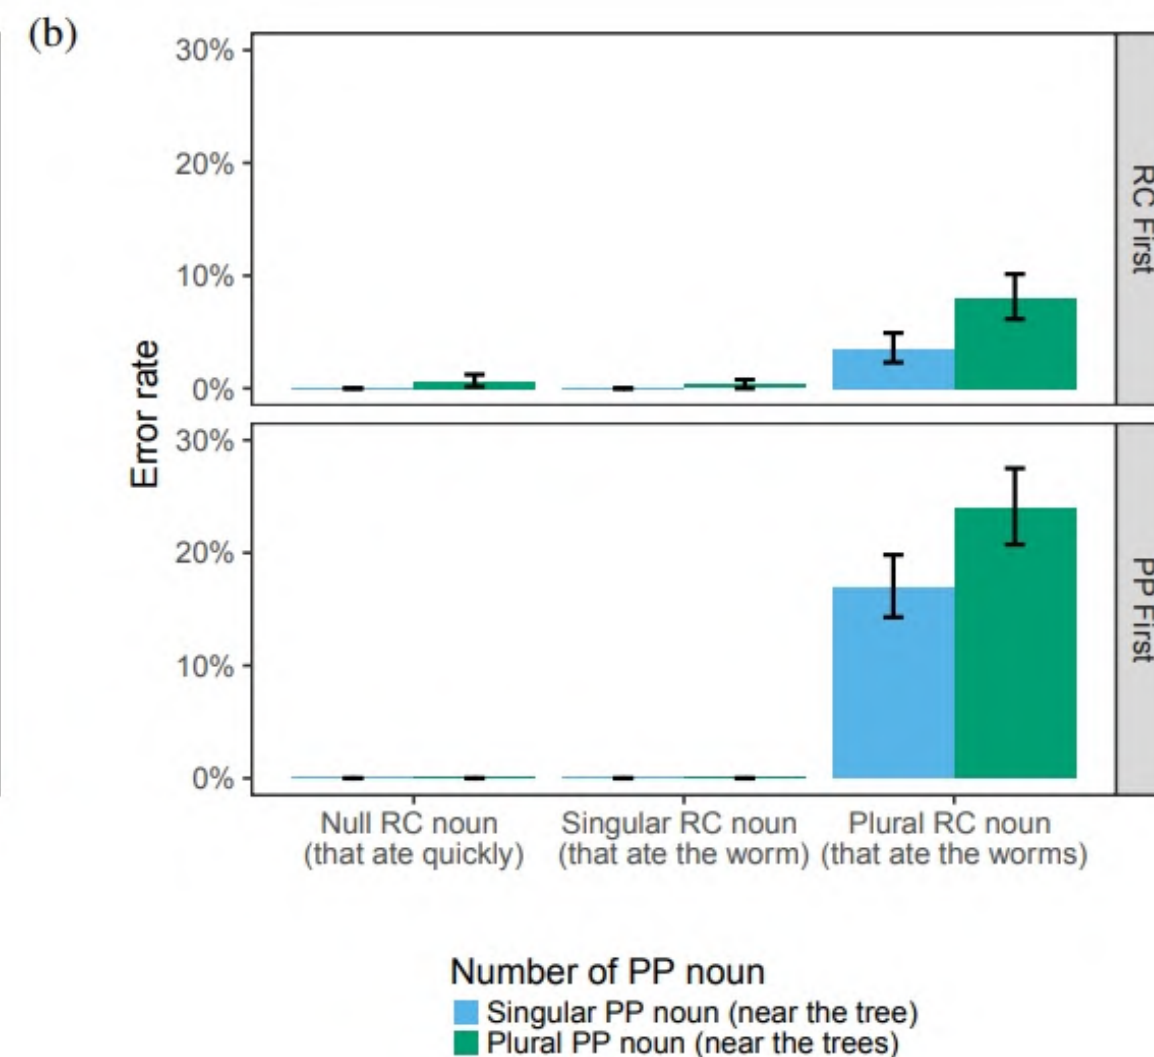 (b)
30%
20%
10%
0%
RC First
Error rate
30%
20%
10%
0%
PP First
Null RC noun
(that ate quickly)
Singular RC noun
(that ate the worm)
Plural RC noun
(that ate the worms)
Number of PP noun
Singular PP noun (near the tree)
Plural PP noun (near the trees)